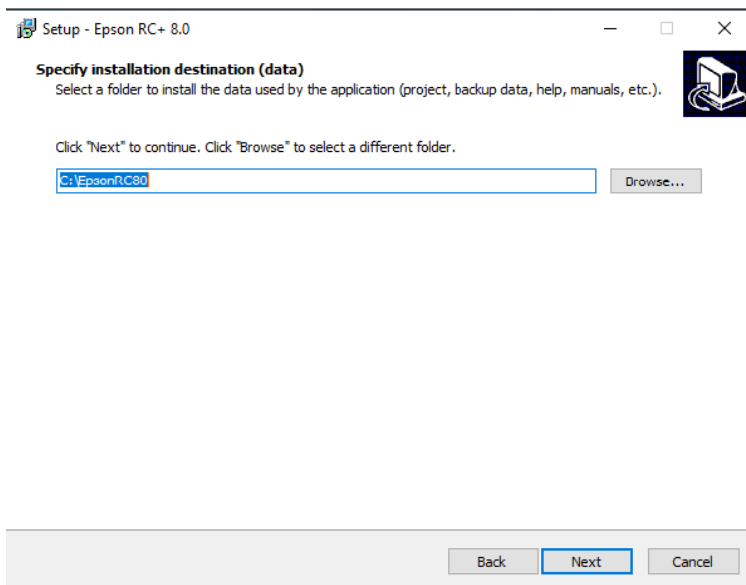 Setup - Epson RC+ 8.0
Specify installation destination (data)
Select a folder to install the data used by the application (project, backup data, help, manuals, etc.).
Click "Next" to continue. Click "Browse" to select a different folder.
C:\EpsonRC80
Browse...
Back
Next
Cancel